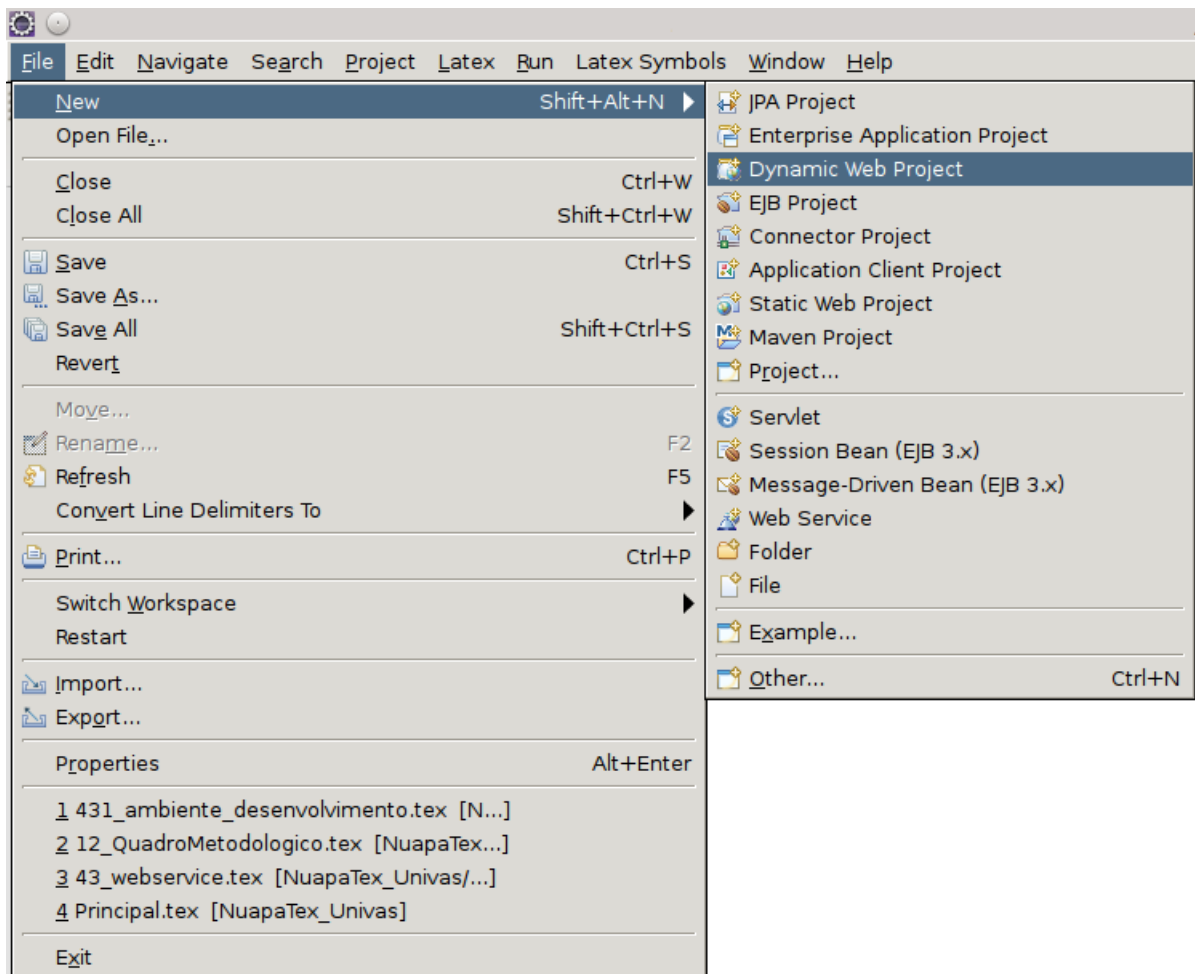 File Edit Navigate Search Project Latex Run Latex Symbols Window Help
New Shift+Alt+N
Open File...
Close Ctrl+W
Close All Shift+Ctrl+W
Save Ctrl+S
Save As...
Save All Shift+Ctrl+S
Revert
Move...
Rename... F2
Refresh F5
Convert Line Delimiters To
Print... Ctrl+P
Switch Workspace
Restart
Import...
Export...
Properties Alt+Enter
1 431_ambiente_desenvolvimento.tex [N...]
2 12_QuadroMetodologico.tex [NuapaTex...]
3 43_webservice.tex [NuapaTex_Univas/...]
4 Principal.tex [NuapaTex_Univas]
Exit
JPA Project
Enterprise Application Project
Dynamic Web Project
EJB Project
Connector Project
Application Client Project
Static Web Project
Maven Project
Project...
Servlet
Session Bean (EJB 3.x)
Message-Driven Bean (EJB 3.x)
Web Service
Folder
File
Example...
Other... Ctrl+N